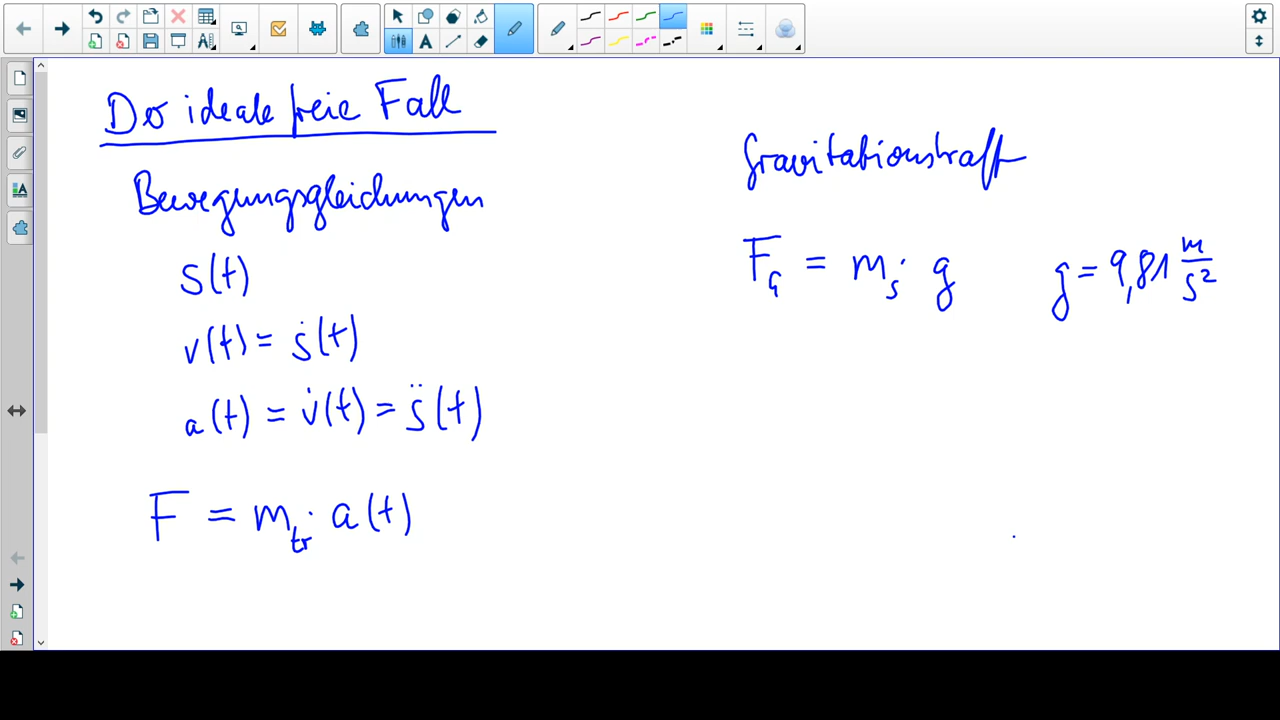 Der ideale freie Fall
Bewegungsgleichungen
s(t)
v(t) = ṡ(t)
a(t) = v̇(t) = s̈(t)
F = m_tr · a(t)
Gravitationskraft
F_G = m_s · g   g = 9,81 m/s²